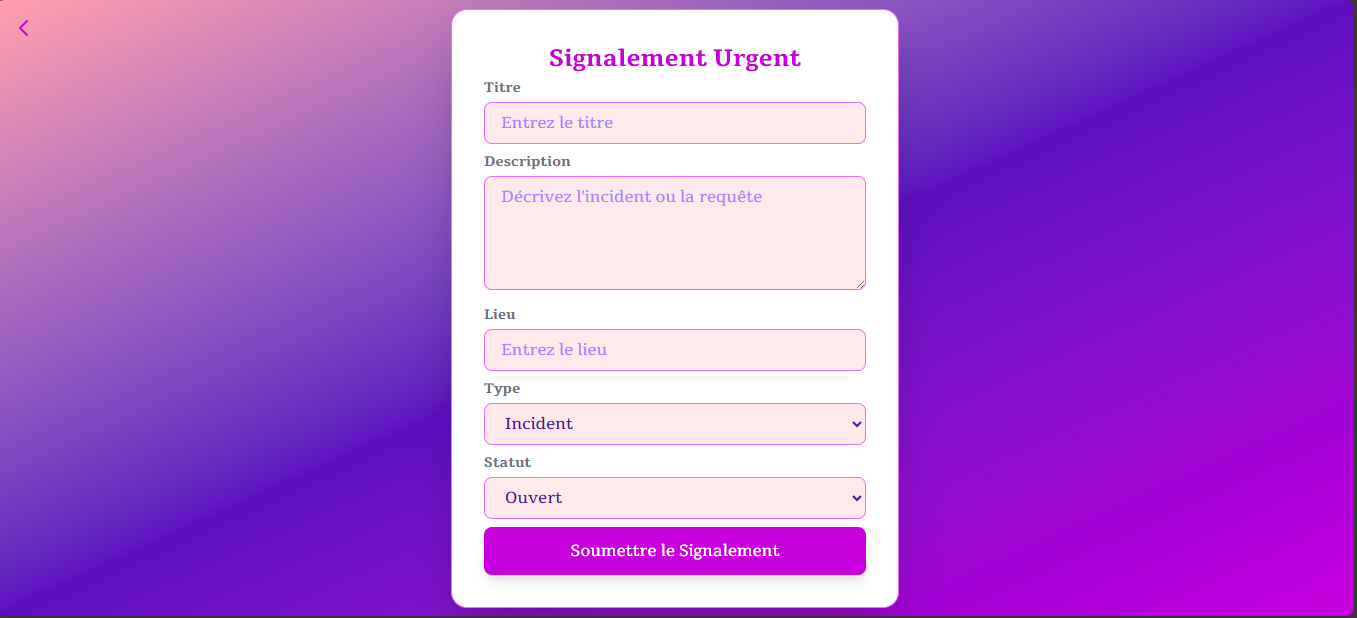 Signalement Urgent
Titre
Entrez le titre
Description
Décrivez l'incident ou la requête
Lieu
Entrez le lieu
Type
Incident
Statut
Ouvert
Soumettre le Signalement